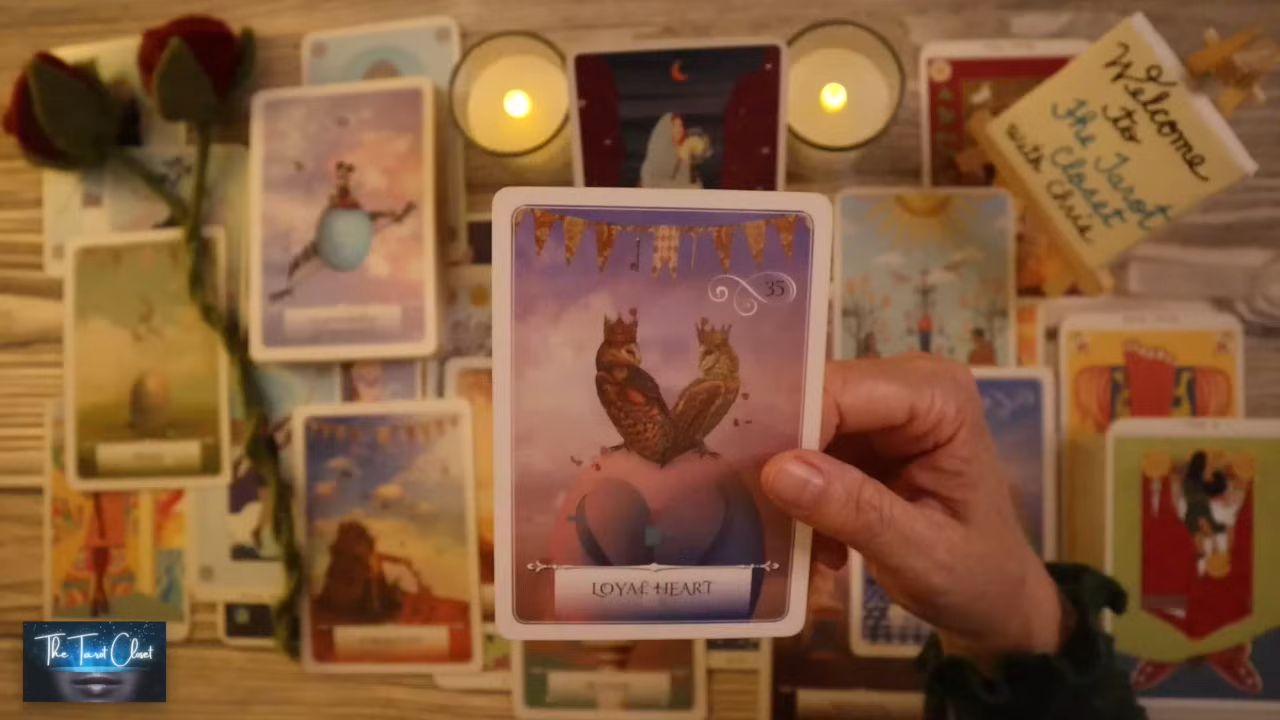 Welcome
to
The Tarot
Closet
with Chris
35
LOYAL HEART
The Tarot Closet